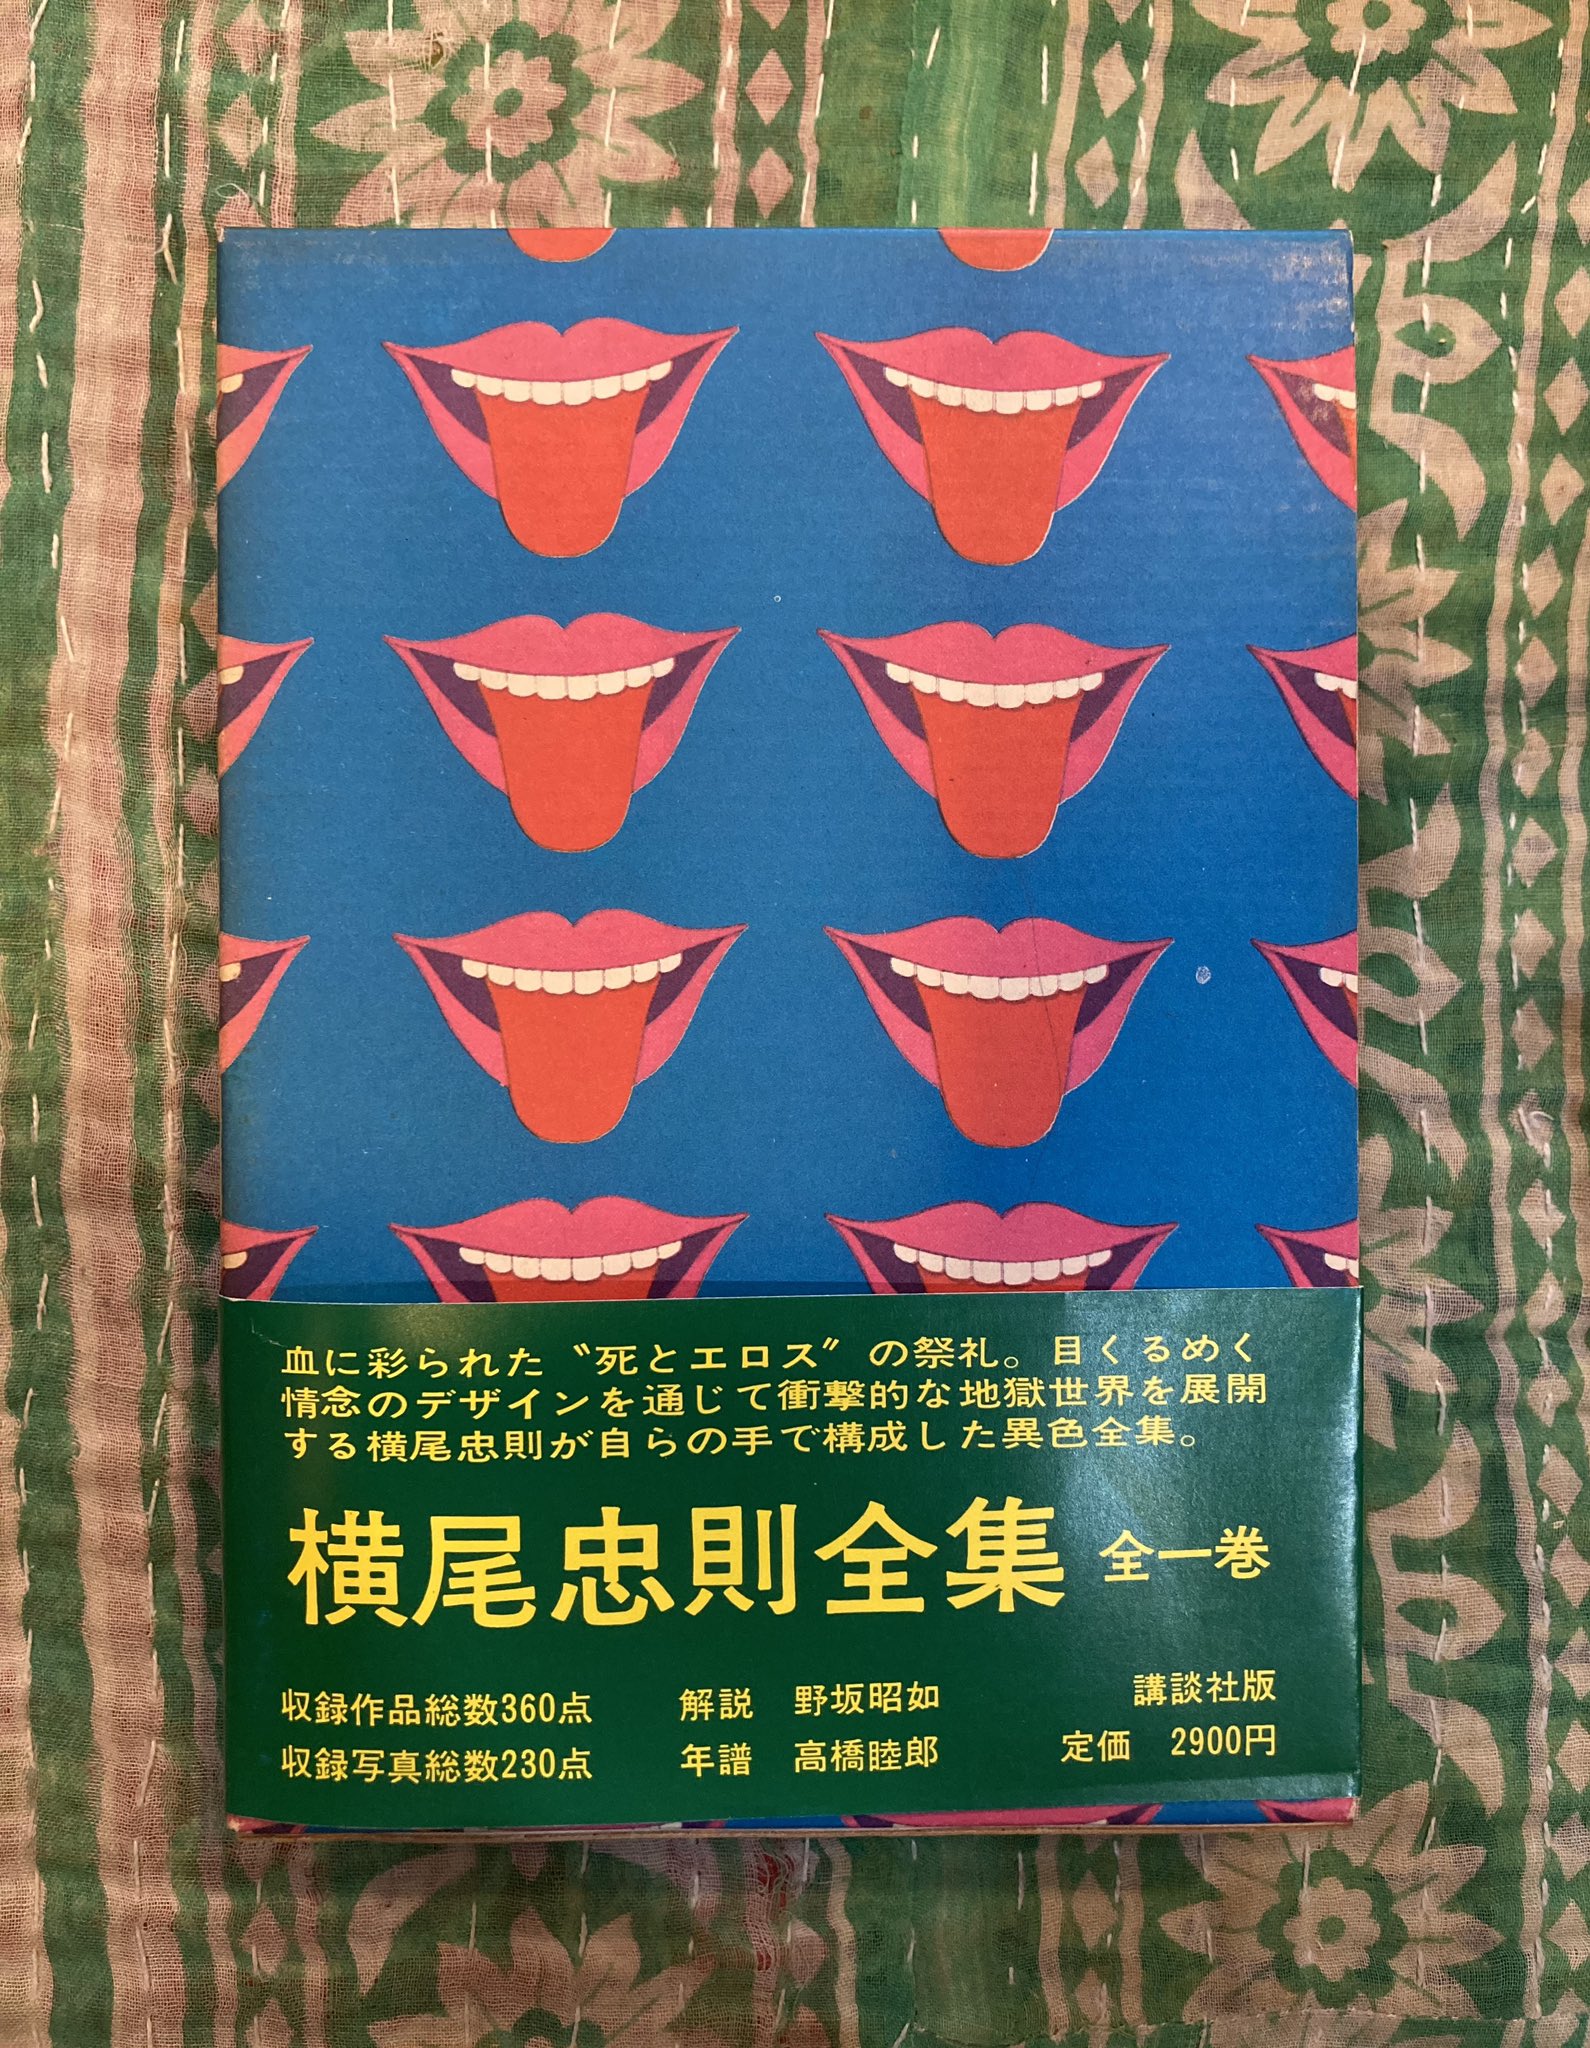 血に彩られた〝死とエロス〟の祭礼。目くるめく
情念のデザインを通じて衝撃的な地獄世界を展開
する横尾忠則が自らの手で構成した異色全集。
横尾忠則全集 全一巻
収録作品総数360点 解説 野坂昭如 講談社版
収録写真総数230点 年譜 高橋睦郎 定価 2900円